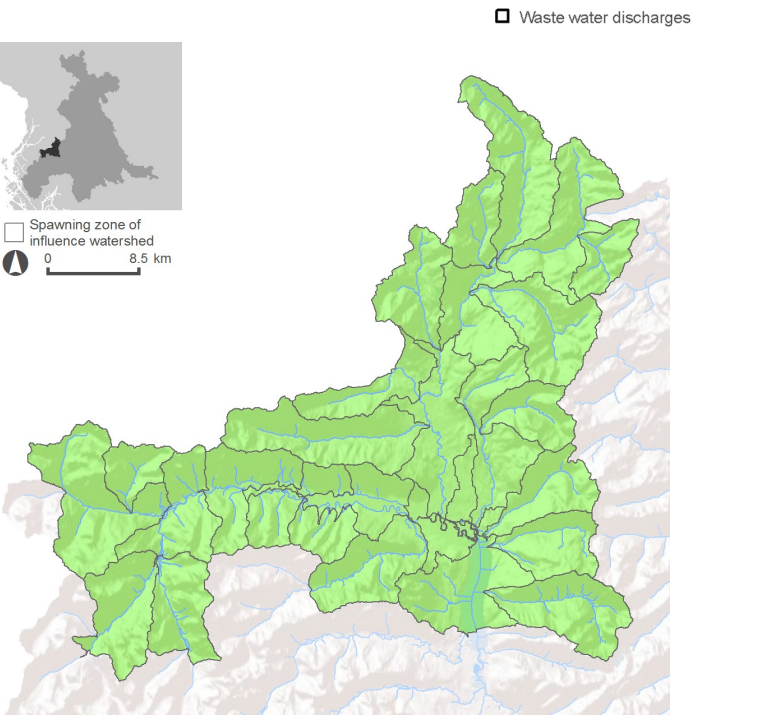 Waste water discharges
Spawning zone of
influence watershed
0 8.5 km